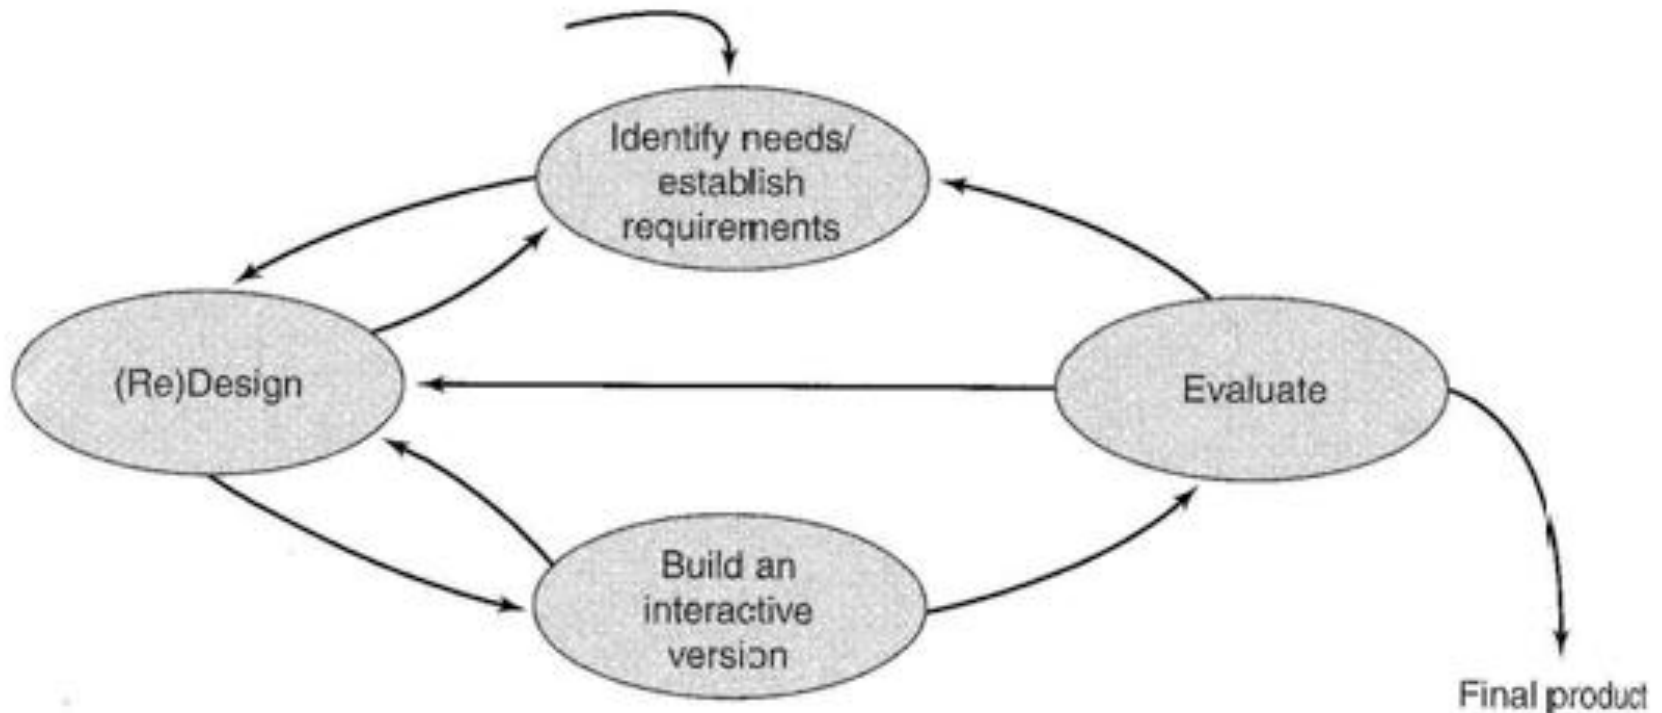 Identify needs/
establish
requirements
(Re)Design
Evaluate
Build an
interactive
version
Final product